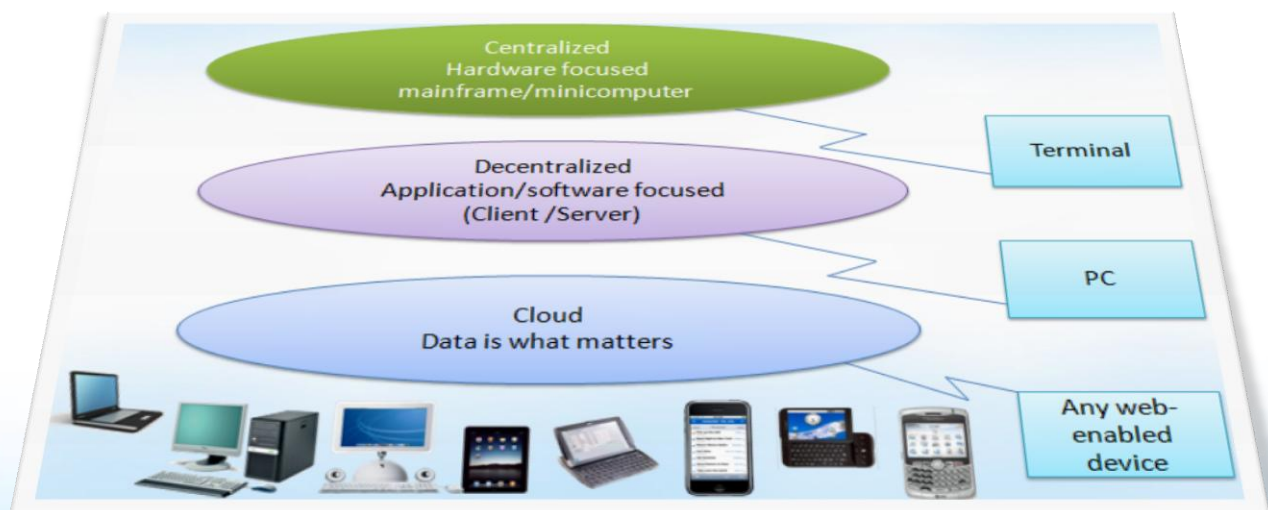 Centralized
Hardware focused
mainframe/minicomputer
Terminal
Decentralized
Application/software focused
(Client /Server)
PC
Cloud
Data is what matters
Any web-
enabled
device